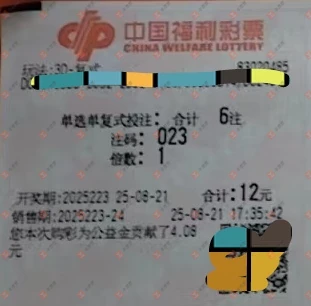 中国福利彩票
CHINA WELFARE LOTTERY
玩法:3D-复式
单选单复式投注: 合计 6注
注码: 023
倍数: 1
开奖期:2025223 25-08-21 合计:12元
销售期:2025223-24 25-08-21 17:35:42
您本次购彩为公益金贡献了4.08
元